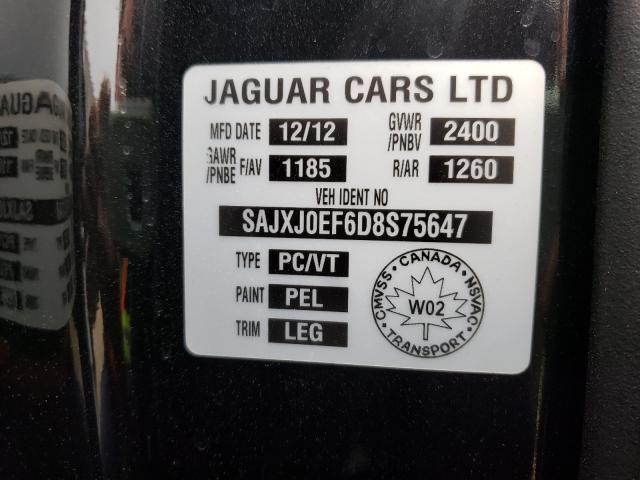 JAGUAR CARS LTD
MFD DATE 12/12 GVWR /PNBV 2400
GAWR /PNBE F/AV 1185 R/AR 1260
VEH IDENT NO
SAJXJ0EF6D8S75647
TYPE PC/VT
PAINT PEL
TRIM LEG
CANADA
CMVSS NSVAC
W02
TRANSPORT